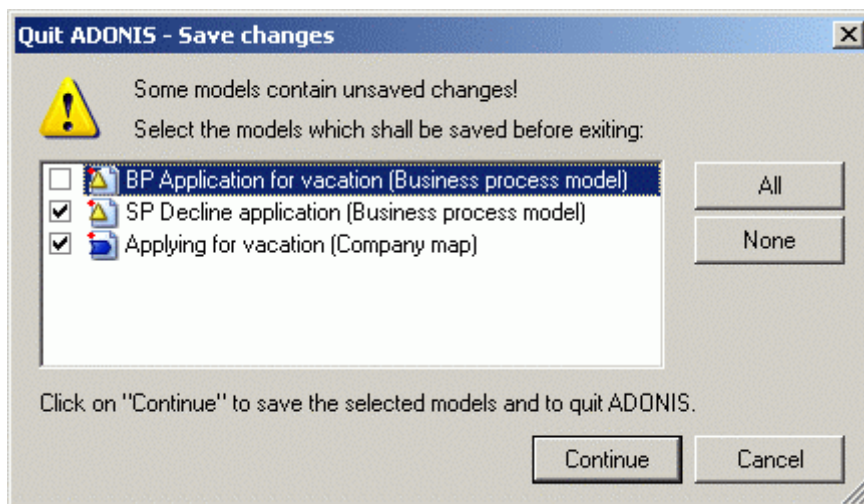 Quit ADONIS - Save changes
Some models contain unsaved changes!
Select the models which shall be saved before exiting:
BP Application for vacation (Business process model)
SP Decline application (Business process model)
Applying for vacation (Company map)
All
None
Click on "Continue" to save the selected models and to quit ADONIS.
Continue
Cancel